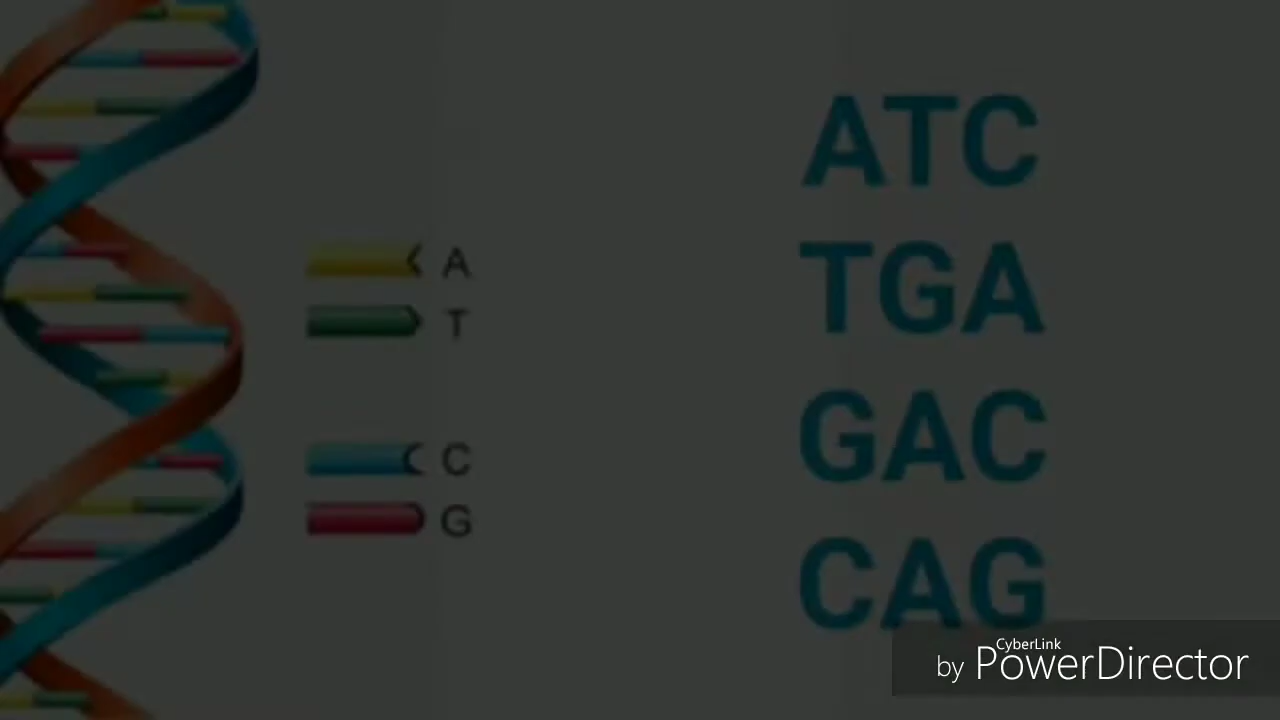 A
T
C
G
ATC
TGA
GAC
CAG
CyberLink
by PowerDirector